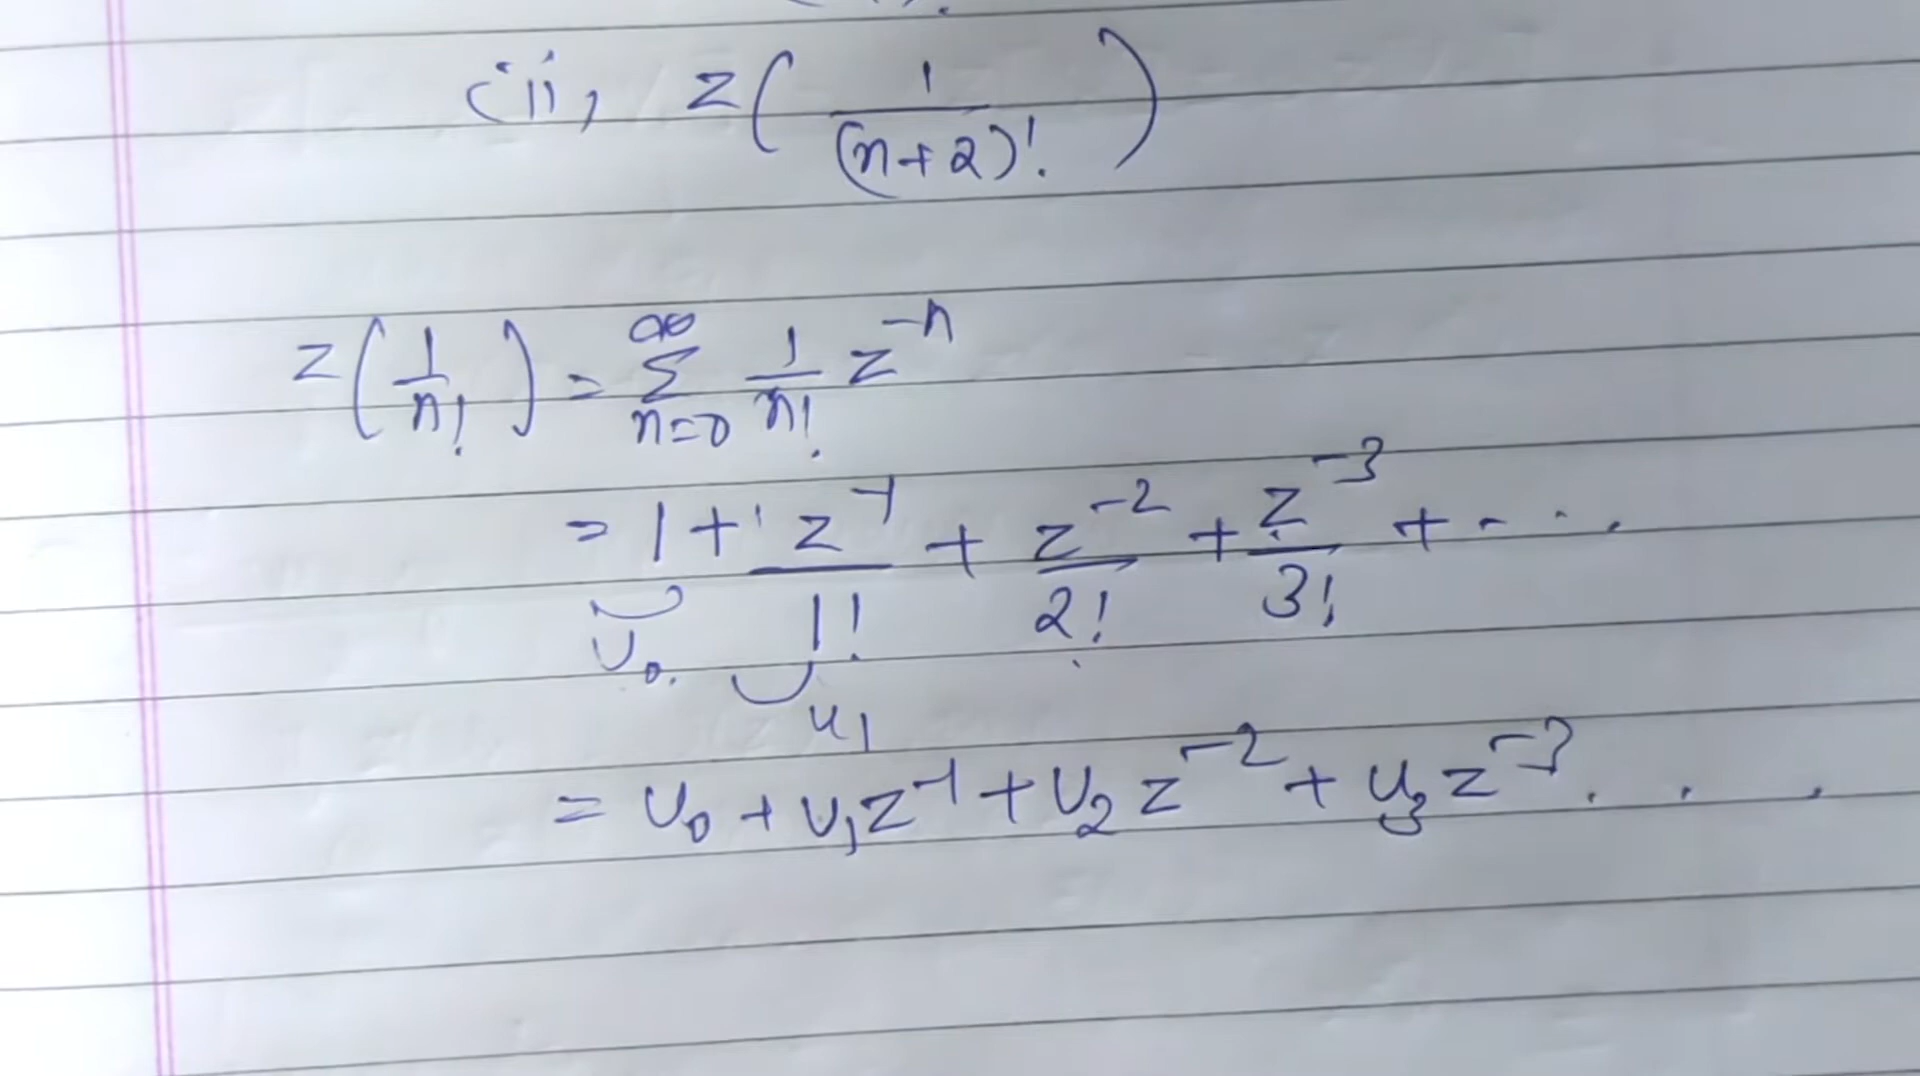 (ii, z(1/(n+2)!)
z(1/n!) = ∞Σn=0 1/n! z^-n
= 1 + z^-1/1! + z^-2/2! + z^-3/3! + - · · ·
U₀. u₁
= U₀ + U₁z^-1 + U₂z^-2 + U₃z^-3 . . .